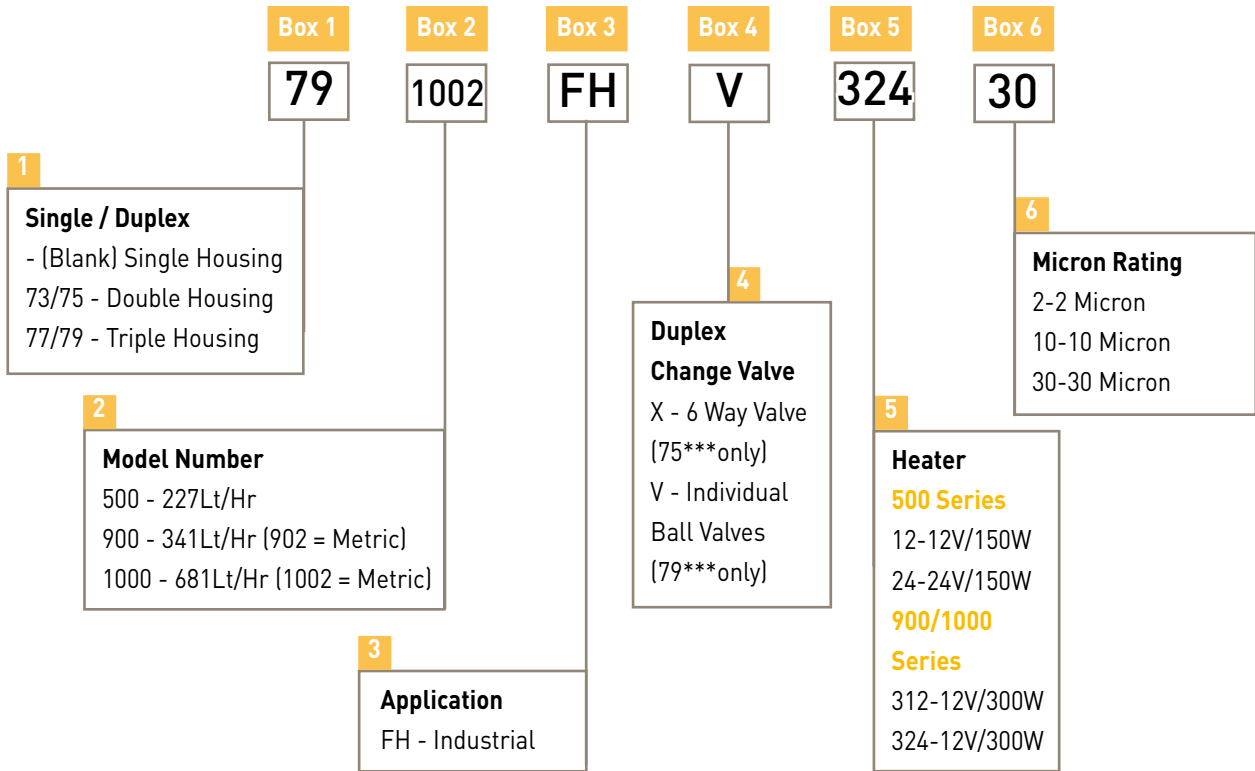 Box 1 Box 2 Box 3 Box 4 Box 5 Box 6
79 1002 FH V 324 30
1
Single / Duplex
- (Blank) Single Housing
73/75 - Double Housing
77/79 - Triple Housing
2
Model Number
500 - 227Lt/Hr
900 - 341Lt/Hr (902 = Metric)
1000 - 681Lt/Hr (1002 = Metric)
3
Application
FH - Industrial
4
Duplex
Change Valve
X - 6 Way Valve
(75***only)
V - Individual
Ball Valves
(79***only)
5
Heater
500 Series
12-12V/150W
24-24V/150W
900/1000
Series
312-12V/300W
324-12V/300W
6
Micron Rating
2-2 Micron
10-10 Micron
30-30 Micron